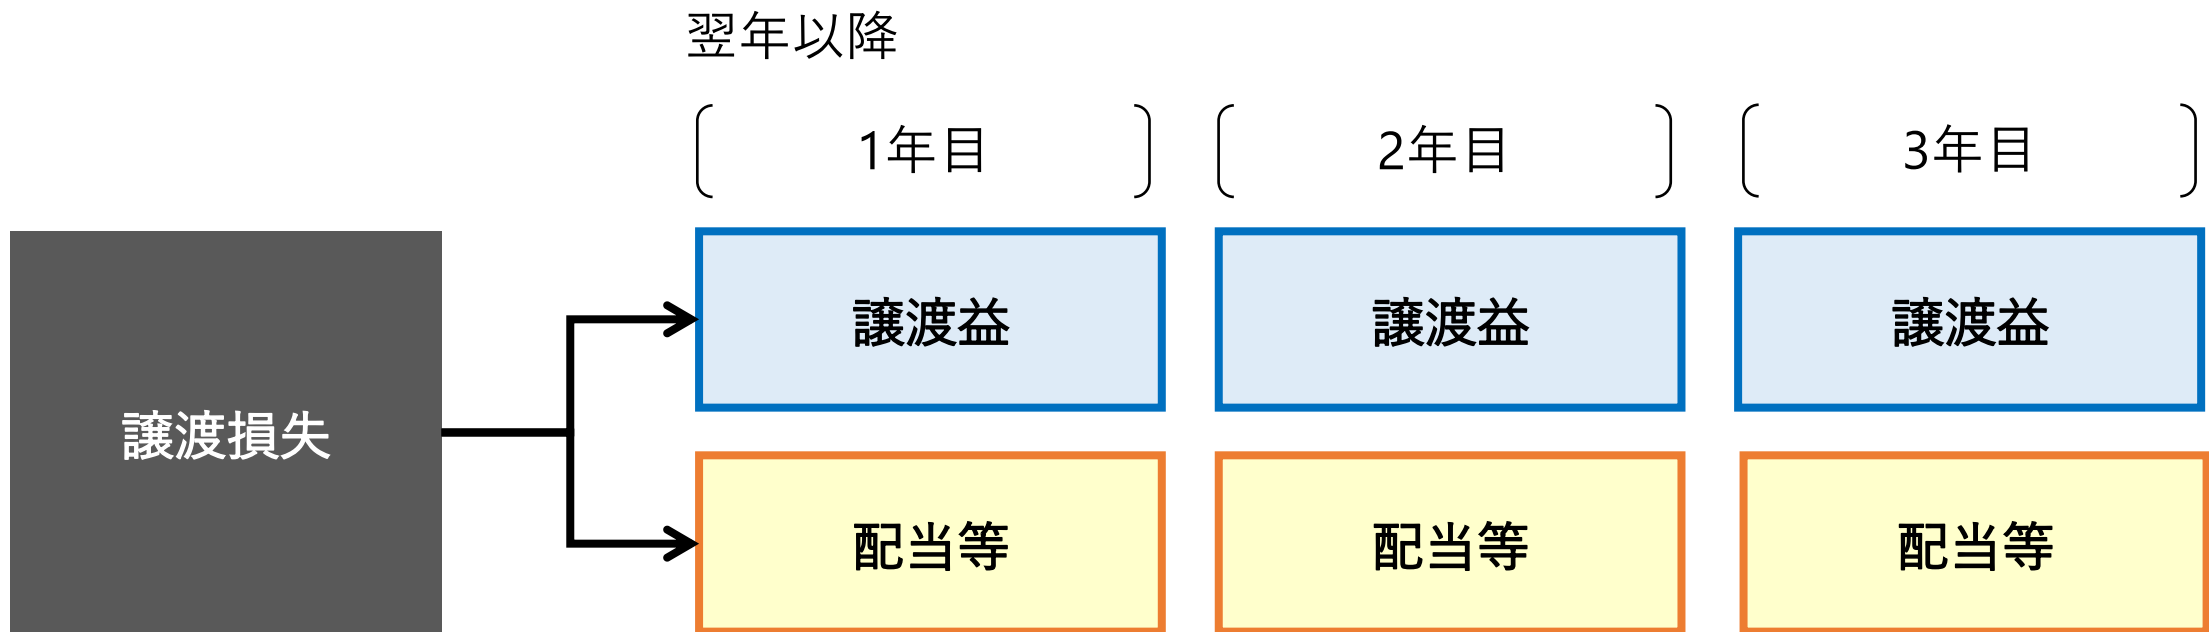 翌年以降
1年目 2年目 3年目
譲渡益 譲渡益 譲渡益
譲渡損失
配当等 配当等 配当等